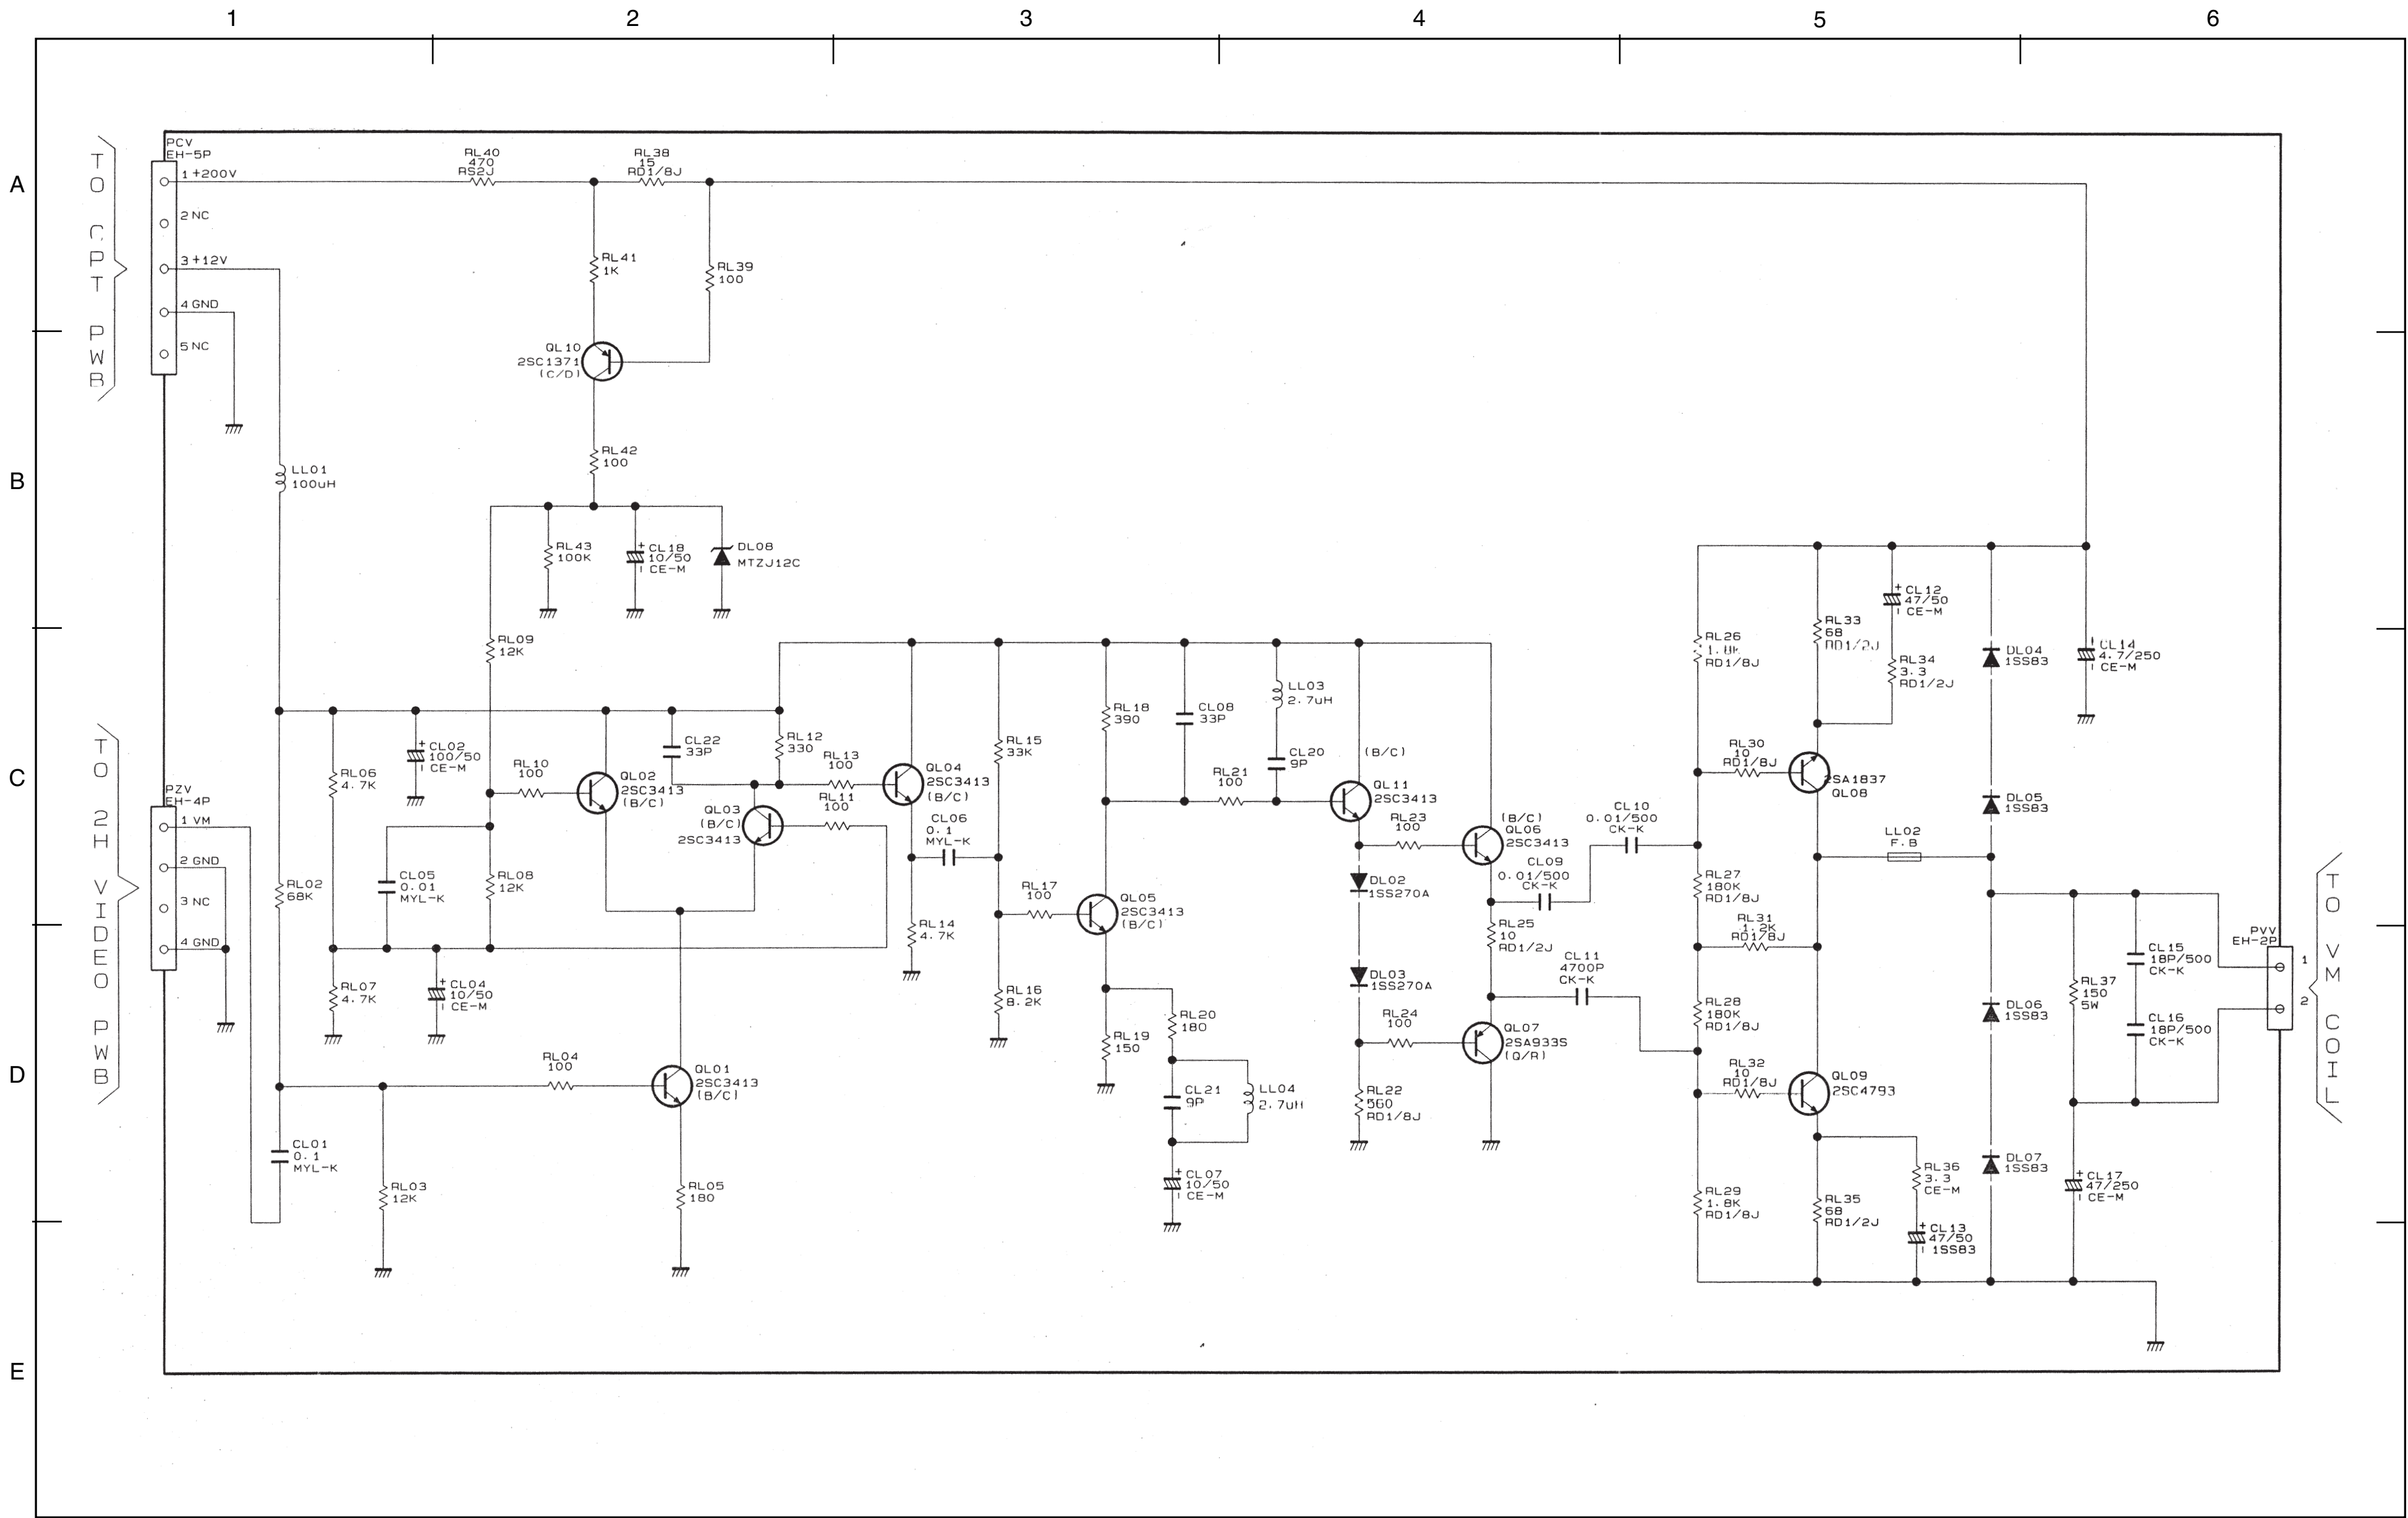 1
2
3
4
5
6
A
B
C
D
E
TO CPT PWB
PCV
EH-5P
1 +200V
2 NC
3 +12V
4 GND
5 NC
RL40
470
RS2J
RL38
15
RD1/8J
RL41
1K
RL39
100
QL10
2SC1371
(C/D)
RL42
100
LL01
100uH
RL43
100K
+
CL18
10/50
CE-M
DL08
MTZJ12C
RL09
12K
TO 2H VIDEO PWB
PZV
EH-4P
1 VM
2 GND
3 NC
4 GND
RL06
4.7K
+
CL02
100/50
CE-M
RL10
100
QL02
2SC3413
(B/C)
CL22
33P
RL12
330
RL13
100
RL11
100
QL03
(B/C)
2SC3413
QL04
2SC3413
(B/C)
CL06
0.1
MYL-K
RL15
33K
RL02
68K
CL05
0.01
MYL-K
RL08
12K
RL07
4.7K
+
CL04
10/50
CE-M
RL14
4.7K
RL16
8.2K
RL17
100
QL05
2SC3413
(B/C)
RL18
390
CL08
33P
LL03
2.7uH
CL20
9P
RL21
100
(B/C)
QL11
2SC3413
RL23
100
(B/C)
QL06
2SC3413
CL09
0.01/500
CK-K
CL10
0.01/500
CK-K
DL02
1SS270A
DL03
1SS270A
RL25
10
RD1/2J
CL11
4700P
CK-K
RL24
100
QL07
2SA933S
(Q/R)
RL22
560
RD1/8J
RL19
150
RL20
180
CL21
9P
LL04
2.7uH
+
CL07
10/50
CE-M
RL04
100
QL01
2SC3413
(B/C)
CL01
0.1
MYL-K
RL03
12K
RL05
180
RL26
1.8K
RD1/8J
RL33
68
RD1/2J
+
CL12
47/50
CE-M
RL34
3.3
RD1/2J
DL04
1SS83
+
CL14
4.7/250
CE-M
RL30
10
RD1/8J
2SA1837
QL08
DL05
1SS83
LL02
F.B
RL27
180K
RD1/8J
RL31
1.2K
RD1/8J
RL28
180K
RD1/8J
RL32
10
RD1/8J
QL09
2SC4793
DL06
1SS83
RL37
150
5W
CL15
18P/500
CK-K
CL16
18P/500
CK-K
PVV
EH-2P
1
2
TO VM COIL
RL29
1.8K
RD1/8J
RL35
68
RD1/2J
RL36
3.3
CE-M
+
CL13
47/50
1SS83
DL07
1SS83
+
CL17
47/250
CE-M